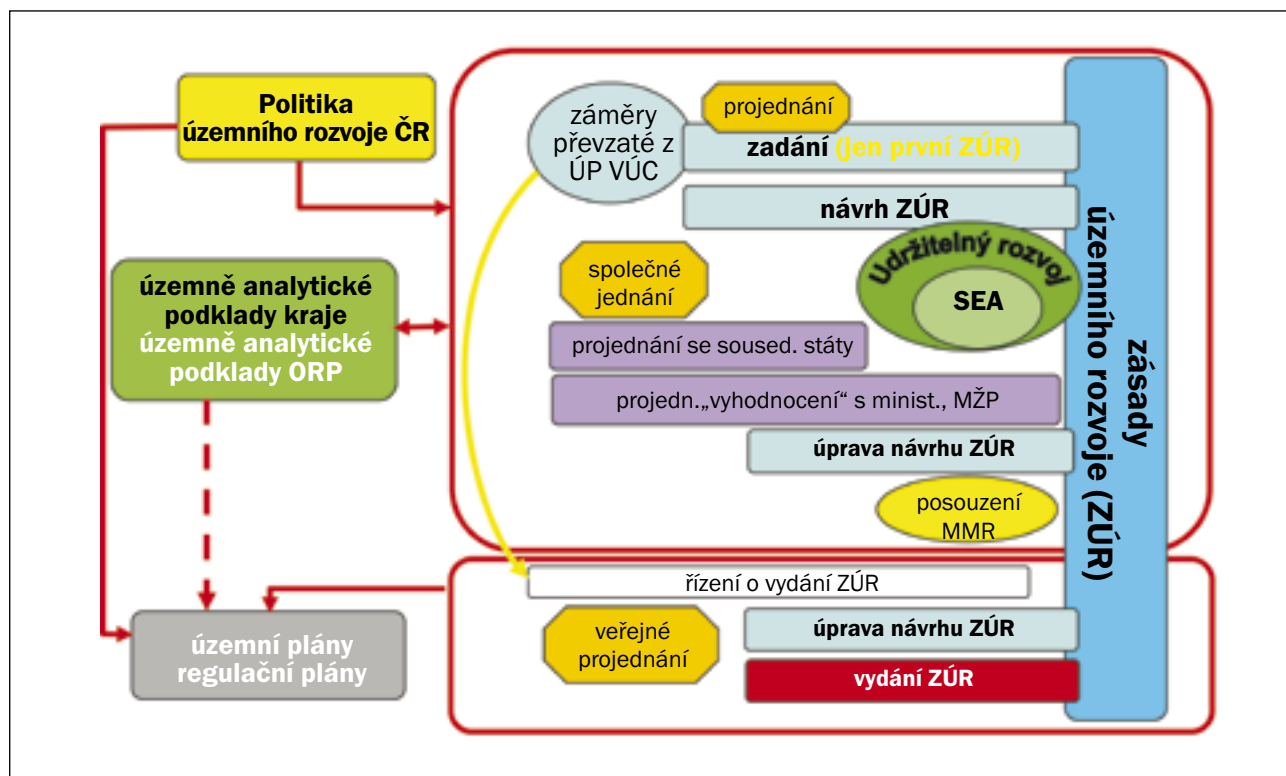 Politika
územního rozvoje ČR
územně analytické
podklady kraje
územně analytické
podklady ORP
územní plány
regulační plány
záměry
převzaté z
ÚP VÚC
projednání
zadání (jen první ZÚR)
návrh ZÚR
Udržitelný rozvoj
SEA
společné
jednání
projednání se soused. státy
projedn.„vyhodnocení“ s minist., MŽP
úprava návrhu ZÚR
posouzení
MMR
řízení o vydání ZÚR
veřejné
projednání
úprava návrhu ZÚR
vydání ZÚR
zásady
územního rozvoje (ZÚR)